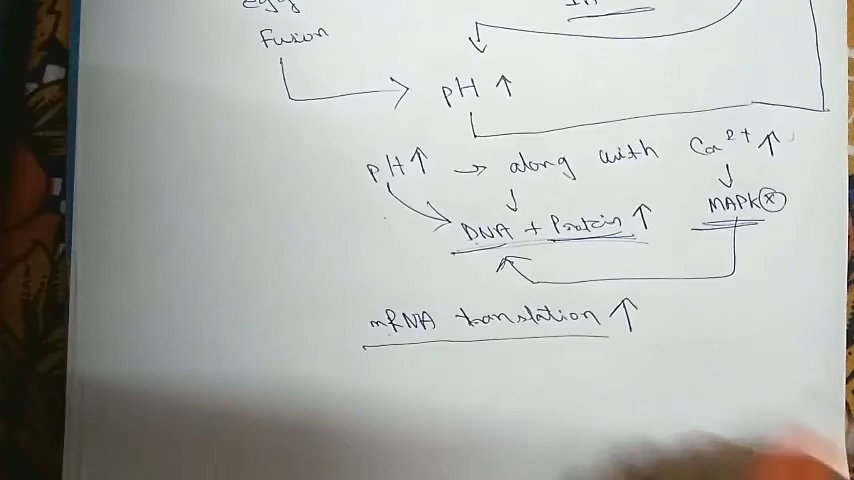 Fusion
pH ↑
pH ↑ → along with Ca2+ ↑
MAPK (x)
DNA + Protein ↑
mRNA translation ↑